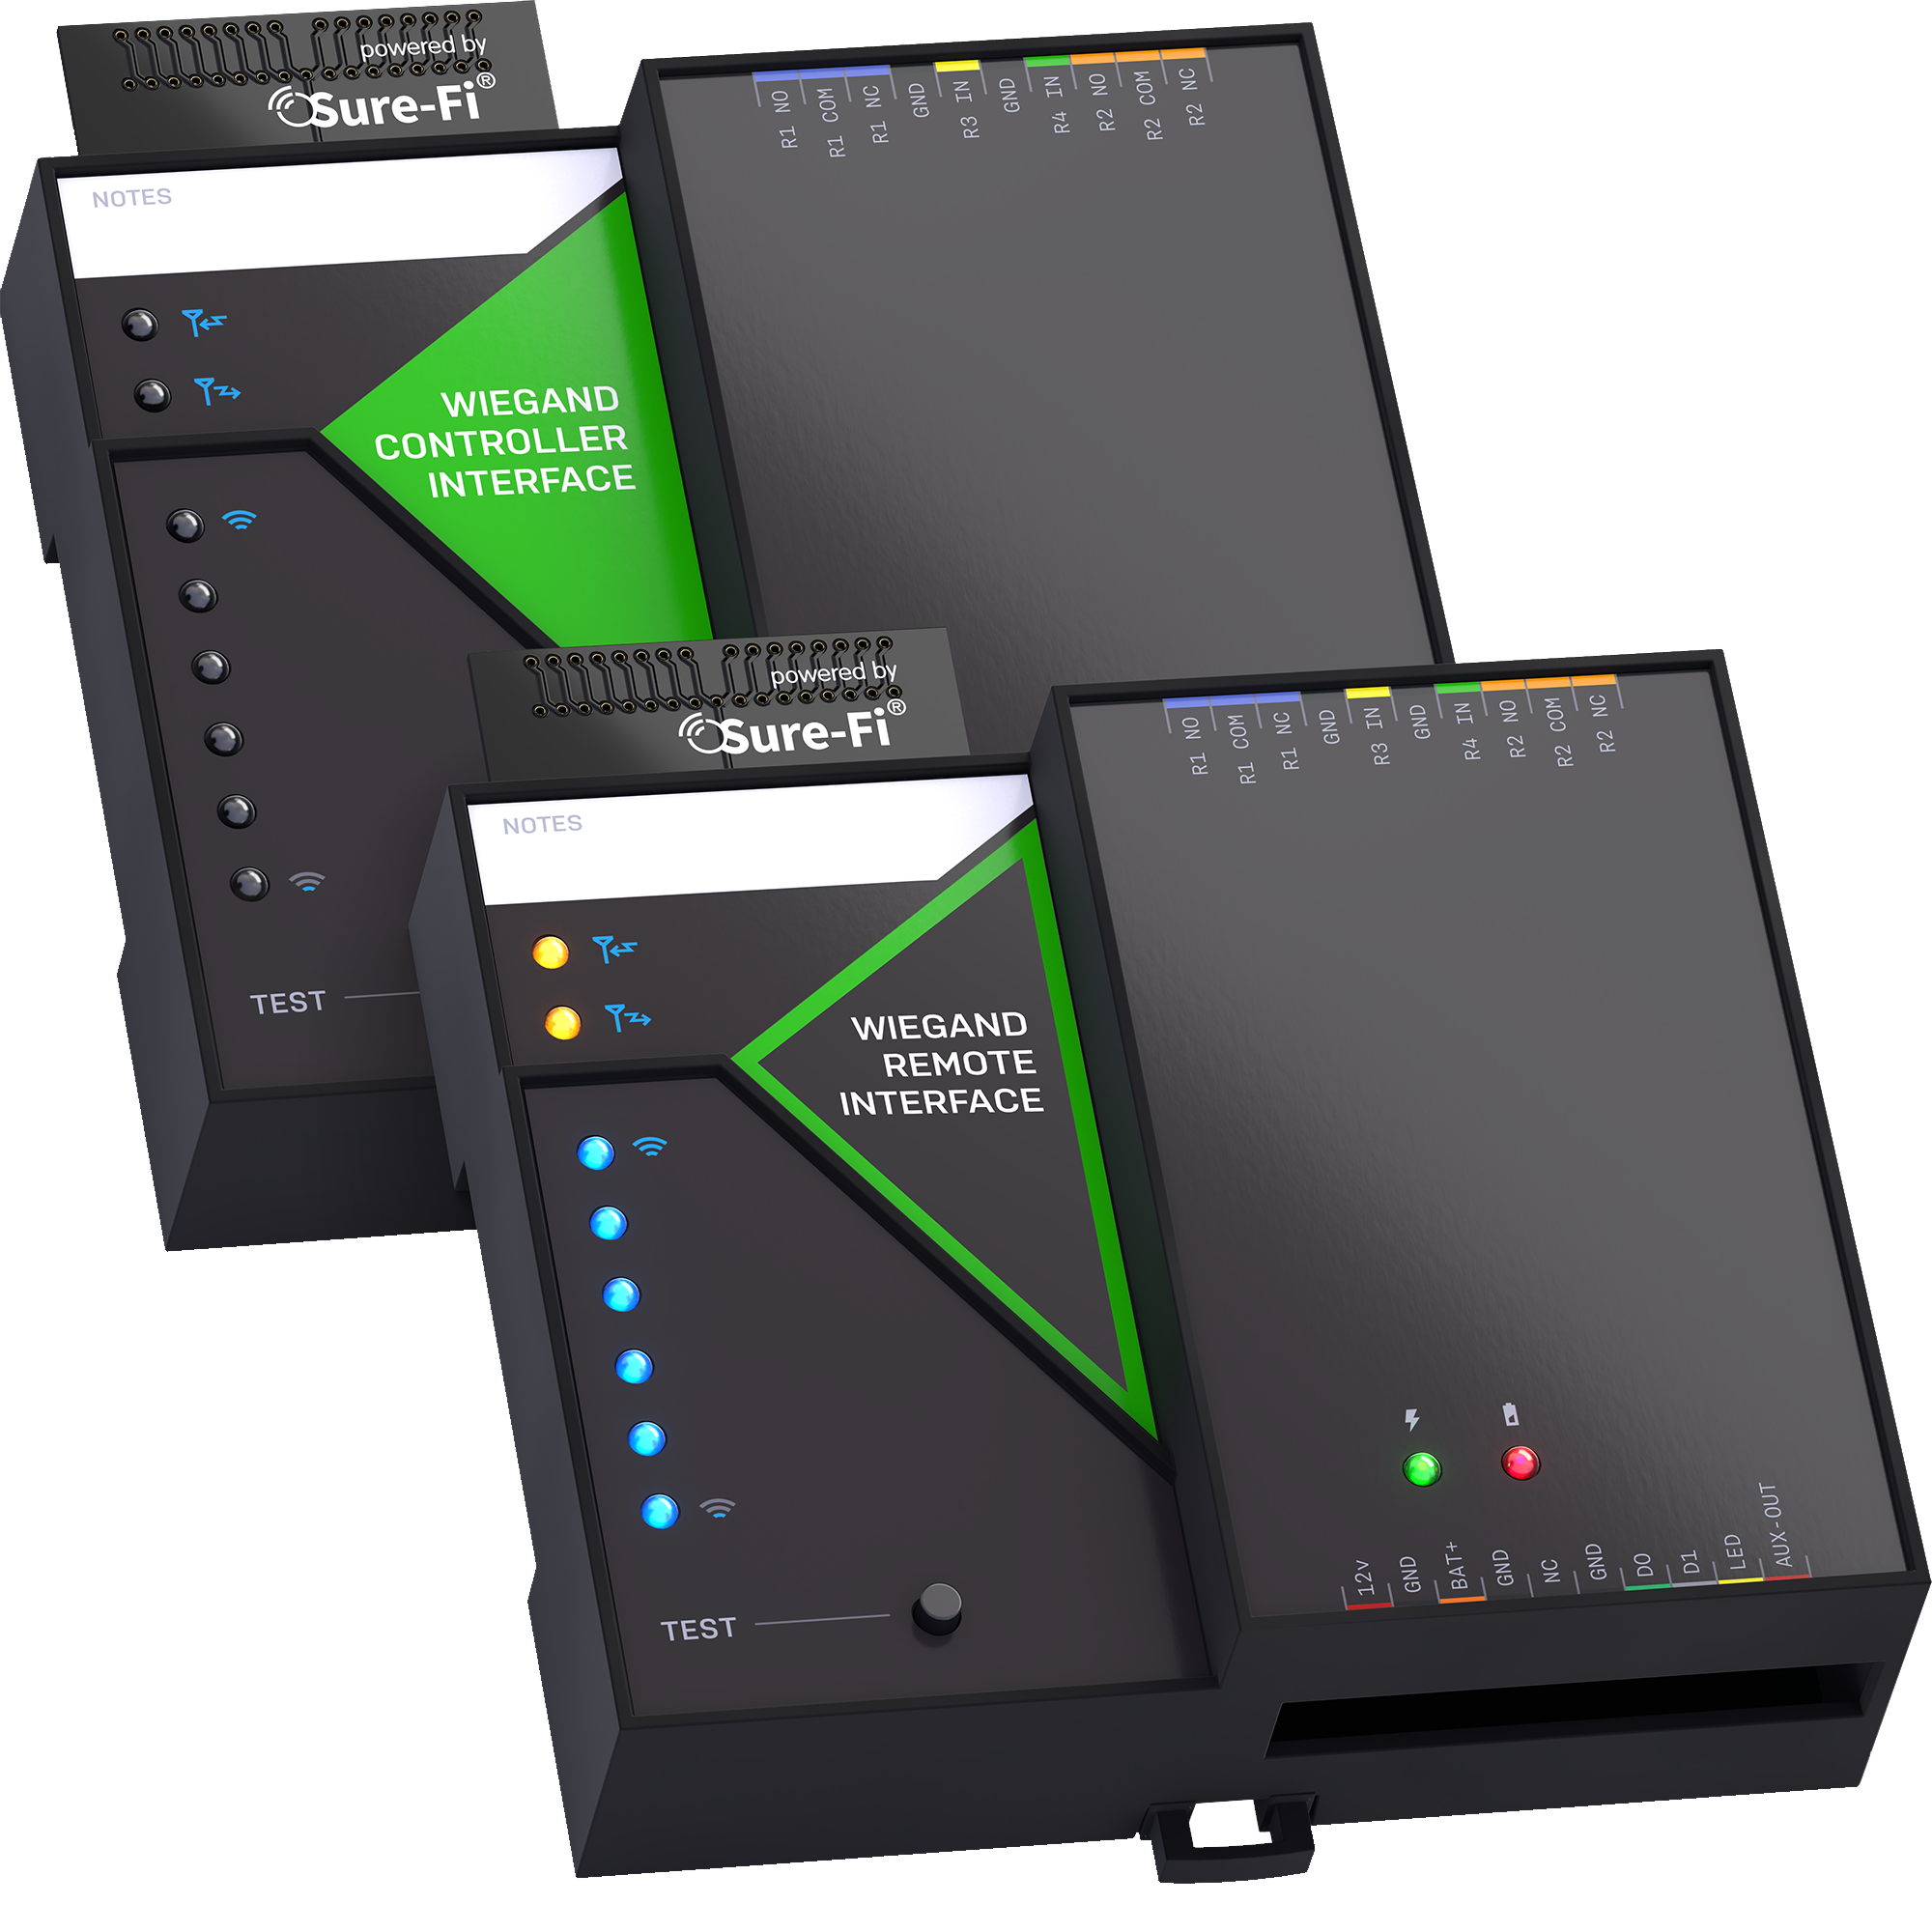 powered by
Sure-Fi®
NOTES
R1 NO
R1 COM
R1 NC
GND
R3 IN
GND
R4 IN
R2 NO
R2 COM
R2 NC
WIEGAND
CONTROLLER
INTERFACE
TEST
powered by
Sure-Fi®
NOTES
R1 NO
R1 COM
R1 NC
GND
R3 IN
GND
R4 IN
R2 NO
R2 COM
R2 NC
WIEGAND
REMOTE
INTERFACE
TEST
12v
GND
BAT+
GND
NC
GND
D0
D1
LED
AUX-OUT